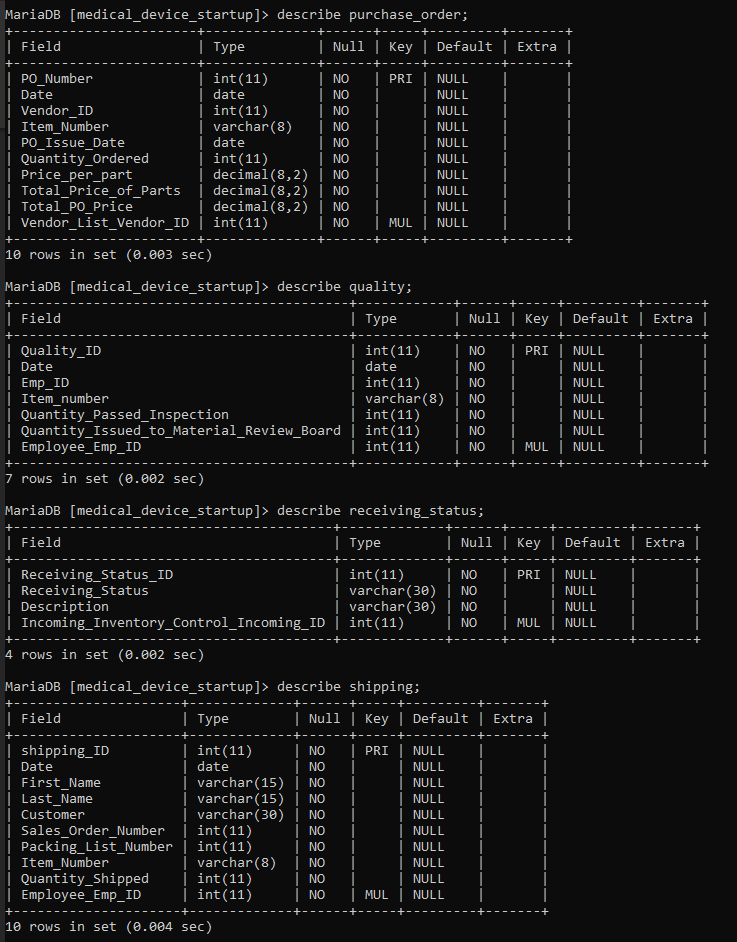 MariaDB [medical_device_startup]> describe purchase_order;
+-----------------------+--------------+------+-----+---------+-------+
| Field                 | Type         | Null | Key | Default | Extra |
+-----------------------+--------------+------+-----+---------+-------+
| PO_Number             | int(11)      | NO   | PRI | NULL    |       |
| Date                  | date         | NO   |     | NULL    |       |
| Vendor_ID             | int(11)      | NO   |     | NULL    |       |
| Item_Number           | varchar(8)   | NO   |     | NULL    |       |
| PO_Issue_Date         | date         | NO   |     | NULL    |       |
| Quantity_Ordered      | int(11)      | NO   |     | NULL    |       |
| Price_per_part        | decimal(8,2) | NO   |     | NULL    |       |
| Total_Price_of_Parts  | decimal(8,2) | NO   |     | NULL    |       |
| Total_PO_Price        | decimal(8,2) | NO   |     | NULL    |       |
| Vendor_List_Vendor_ID | int(11)      | NO   | MUL | NULL    |       |
+-----------------------+--------------+------+-----+---------+-------+
10 rows in set (0.003 sec)

MariaDB [medical_device_startup]> describe quality;
+------------------------------------------+------------+------+-----+---------+-------+
| Field                                    | Type       | Null | Key | Default | Extra |
+------------------------------------------+------------+------+-----+---------+-------+
| Quality_ID                               | int(11)    | NO   | PRI | NULL    |       |
| Date                                     | date       | NO   |     | NULL    |       |
| Emp_ID                                   | int(11)    | NO   |     | NULL    |       |
| Item_number                              | varchar(8) | NO   |     | NULL    |       |
| Quantity_Passed_Inspection               | int(11)    | NO   |     | NULL    |       |
| Quantity_Issued_to_Material_Review_Board | int(11)    | NO   |     | NULL    |       |
| Employee_Emp_ID                          | int(11)    | NO   | MUL | NULL    |       |
+------------------------------------------+------------+------+-----+---------+-------+
7 rows in set (0.002 sec)

MariaDB [medical_device_startup]> describe receiving_status;
+----------------------------------------+-------------+------+-----+---------+-------+
| Field                                  | Type        | Null | Key | Default | Extra |
+----------------------------------------+-------------+------+-----+---------+-------+
| Receiving_Status_ID                    | int(11)     | NO   | PRI | NULL    |       |
| Receiving_Status                       | varchar(30) | NO   |     | NULL    |       |
| Description                            | varchar(30) | NO   |     | NULL    |       |
| Incoming_Inventory_Control_Incoming_ID | int(11)     | NO   | MUL | NULL    |       |
+----------------------------------------+-------------+------+-----+---------+-------+
4 rows in set (0.002 sec)

MariaDB [medical_device_startup]> describe shipping;
+---------------------+-------------+------+-----+---------+-------+
| Field               | Type        | Null | Key | Default | Extra |
+---------------------+-------------+------+-----+---------+-------+
| shipping_ID         | int(11)     | NO   | PRI | NULL    |       |
| Date                | date        | NO   |     | NULL    |       |
| First_Name          | varchar(15) | NO   |     | NULL    |       |
| Last_Name           | varchar(15) | NO   |     | NULL    |       |
| Customer            | varchar(30) | NO   |     | NULL    |       |
| Sales_Order_Number  | int(11)     | NO   |     | NULL    |       |
| Packing_List_Number | int(11)     | NO   |     | NULL    |       |
| Item_Number         | varchar(8)  | NO   |     | NULL    |       |
| Quantity_Shipped    | int(11)     | NO   |     | NULL    |       |
| Employee_Emp_ID     | int(11)     | NO   | MUL | NULL    |       |
+---------------------+-------------+------+-----+---------+-------+
10 rows in set (0.004 sec)